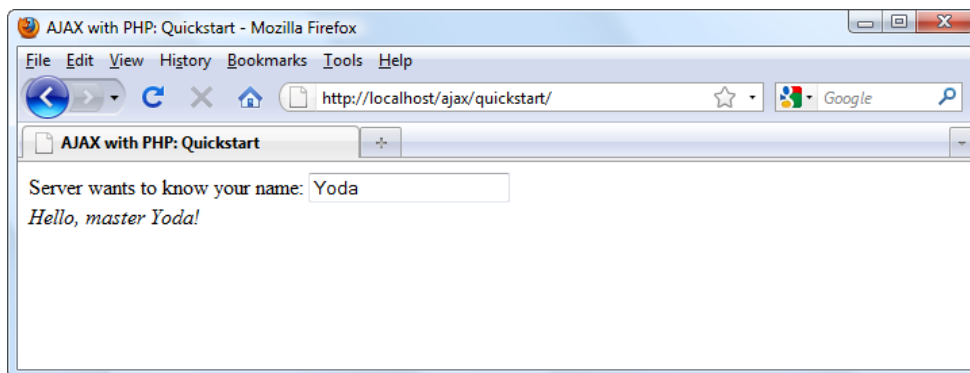 AJAX with PHP: Quickstart - Mozilla Firefox
File Edit View History Bookmarks Tools Help
http://localhost/ajax/quickstart/ Google
AJAX with PHP: Quickstart
Server wants to know your name: Yoda
Hello, master Yoda!